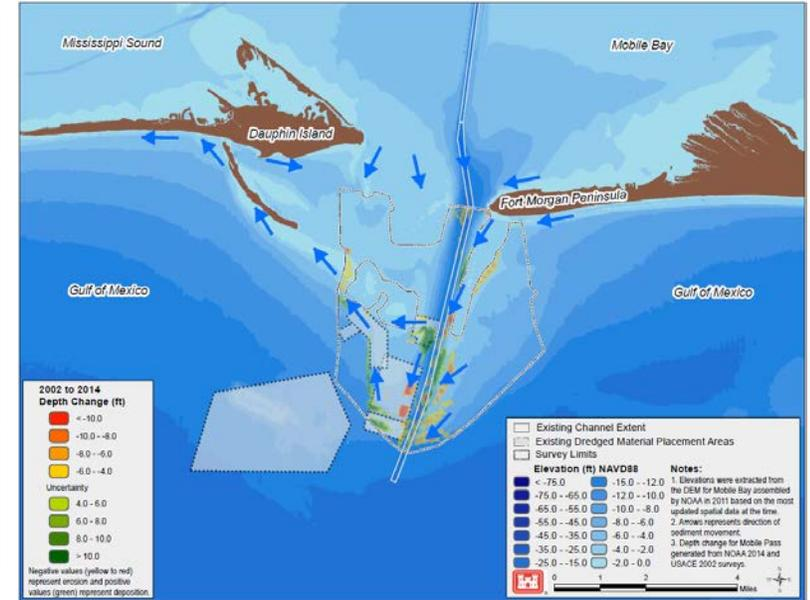 Mississippi Sound
Mobile Bay
Dauphin Island
Fort Morgan Peninsula
Gulf of Mexico
Gulf of Mexico
2002 to 2014
Depth Change (ft)
< -10.0
-10.0 - -8.0
-8.0 - -6.0
-6.0 - -4.0
Uncertainty
4.0 - 6.0
6.0 - 8.0
8.0 - 10.0
> 10.0
Negative values (yellow to red)
represent erosion and positive
values (green) represent deposition.
Existing Channel Extent
Existing Dredged Material Placement Areas
Survey Limits
Elevation (ft) NAVD88
< -75.0
-75.0 - -65.0
-65.0 - -55.0
-55.0 - -45.0
-45.0 - -35.0
-35.0 - -25.0
-25.0 - -15.0
-15.0 - -12.0
-12.0 - -10.0
-10.0 - -8.0
-8.0 - -6.0
-6.0 - -4.0
-4.0 - -2.0
-2.0 - 0.0
Notes:
1. Elevations were extracted from
the DEM for Mobile Bay assembled
by NOAA in 2011 based on the most
updated spatial data at the time.
2. Arrows represents direction of
sediment movement.
3. Depth change for Mobile Pass
generated from NOAA 2014 and
USACE 2002 surveys.
0 1 2 4
Miles